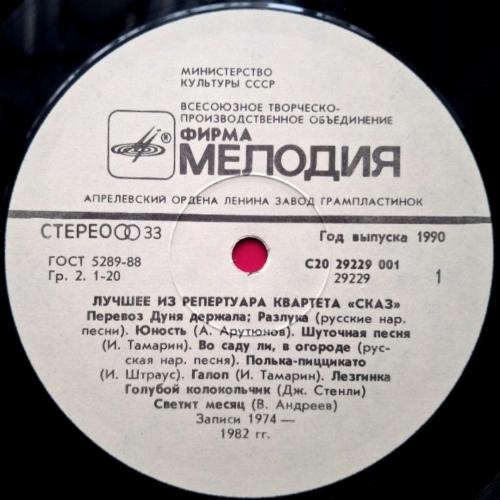 МИНИСТЕРСТВО
КУЛЬТУРЫ СССР
ВСЕСОЮЗНОЕ ТВОРЧЕСКО-
ПРОИЗВОДСТВЕННОЕ ОБЪЕДИНЕНИЕ
® ФИРМА
МЕЛОДИЯ
АПРЕЛЕВСКИЙ ОРДЕНА ЛЕНИНА ЗАВОД ГРАМПЛАСТИНОК
СТЕРЕО 33 Год выпуска 1990
ГОСТ 5289-88 С20 29229 001
Гр. 2. 1-20 29229 1
ЛУЧШЕЕ ИЗ РЕПЕРТУАРА КВАРТЕТА «СКАЗ»
Перевоз Дуня держала; Разлука (русские нар.
песни). Юность (А. Арутюнов). Шуточная песня
(И. Тамарин). Во саду ли, в огороде (рус-
ская нар. песня). Полька-пиццикато
(И. Штраус). Галоп (И. Тамарин). Лезгинка
Голубой колокольчик (Дж. Стенли)
Светит месяц (В. Андреев)
Записи 1974—
1982 гг.